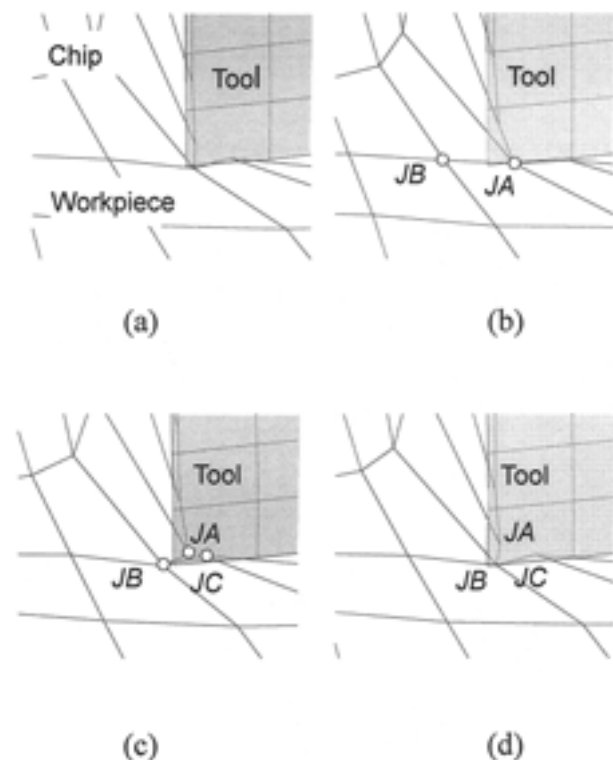 Chip
Tool
Workpiece
(a)
Tool
JB
JA
(b)
Tool
JA
JB
JC
(c)
Tool
JA
JB
JC
(d)